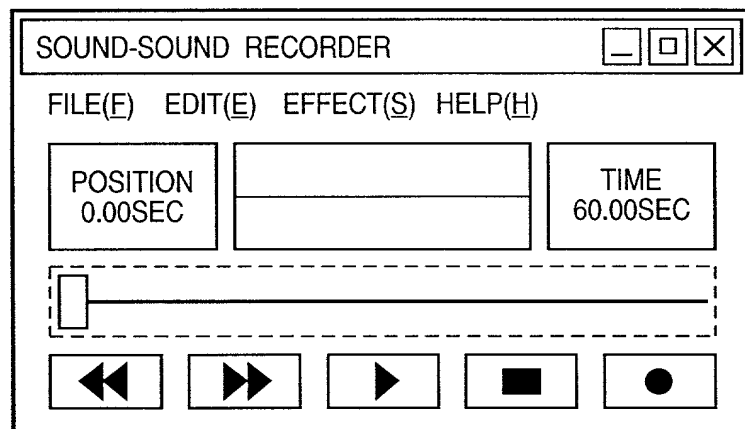 SOUND-SOUND RECORDER
FILE(F) EDIT(E) EFFECT(S) HELP(H)
POSITION
0.00SEC
TIME
60.00SEC